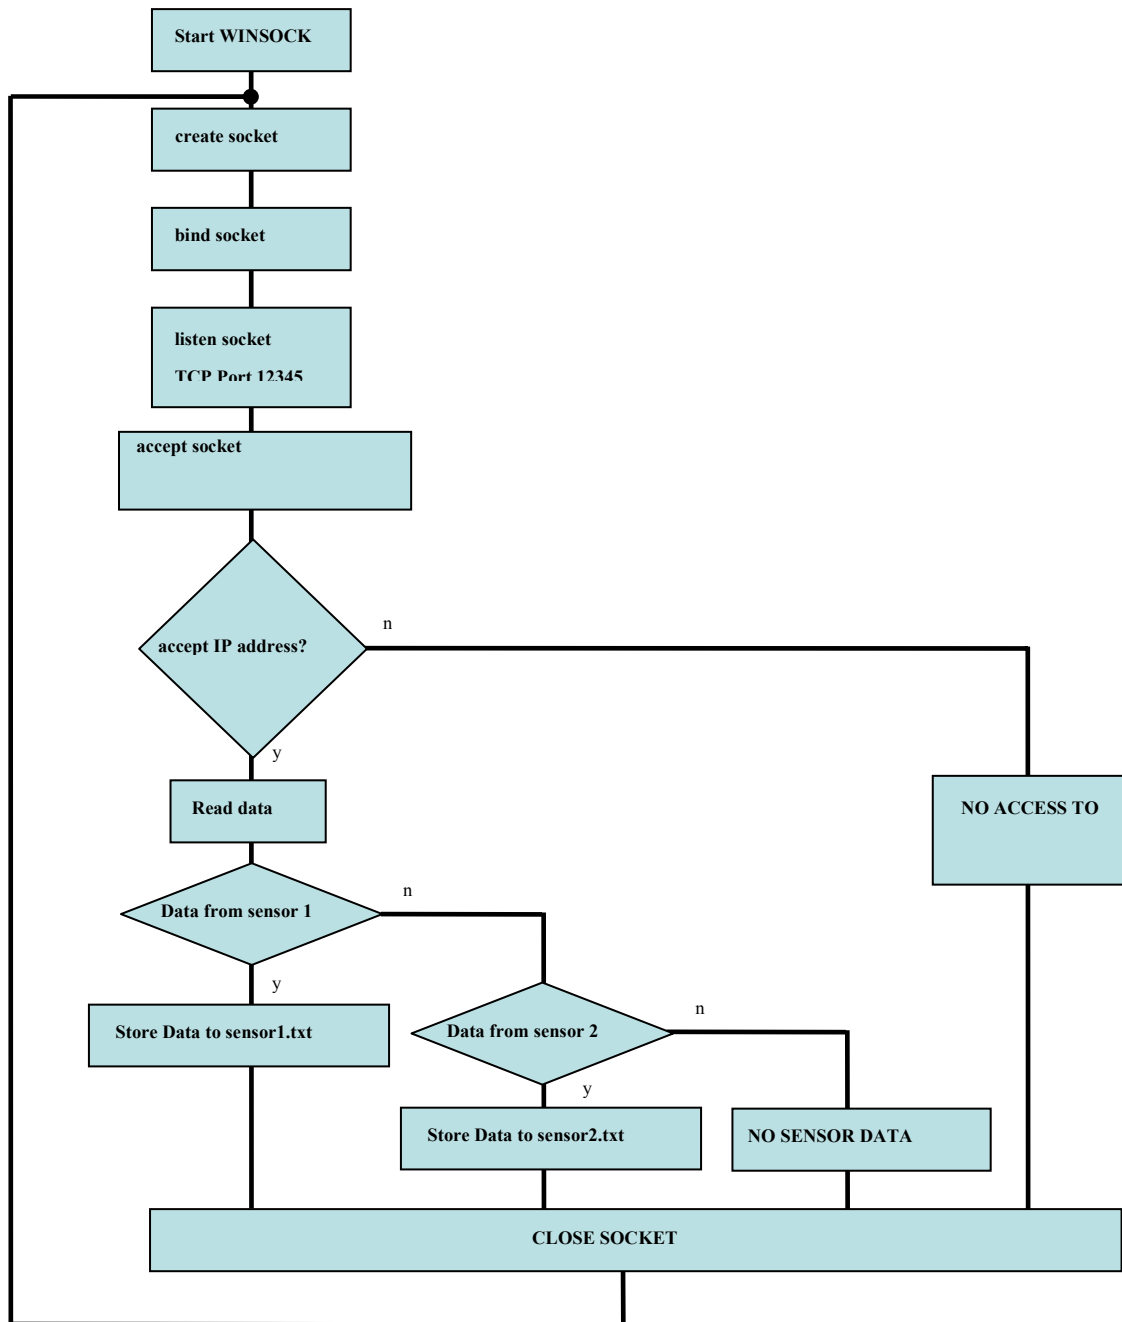 Start WINSOCK
create socket
bind socket
listen socket
TCP Port 12345
accept socket
n
accept IP address?
y
Read data
NO ACCESS TO
n
Data from sensor 1
y
n
Store Data to sensor1.txt
Data from sensor 2
y
Store Data to sensor2.txt
NO SENSOR DATA
CLOSE SOCKET